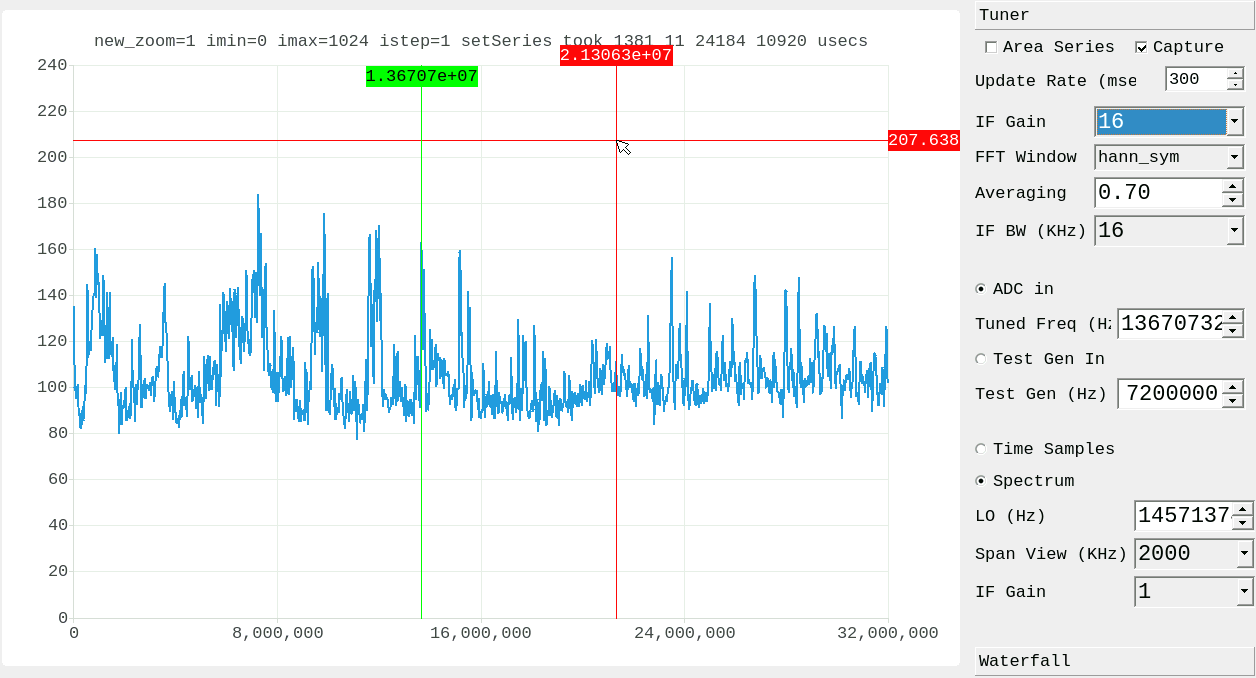 new_zoom=1 imin=0 imax=1024 istep=1 setSeries took 1381 11 24184 10920 usecs
2.13063e+07
1.36707e+07
207.638
240
220
200
180
160
140
120
100
80
60
40
20
0
0 8,000,000 16,000,000 24,000,000 32,000,000
Tuner
Area Series Capture
Update Rate (mse 300
IF Gain 16
FFT Window hann_sym
Averaging 0.70
IF BW (KHz) 16
ADC in
Tuned Freq (Hz 13670732
Test Gen In
Test Gen (Hz) 7200000
Time Samples
Spectrum
LO (Hz) 1457137
Span View (KHz) 2000
IF Gain 1
Waterfall